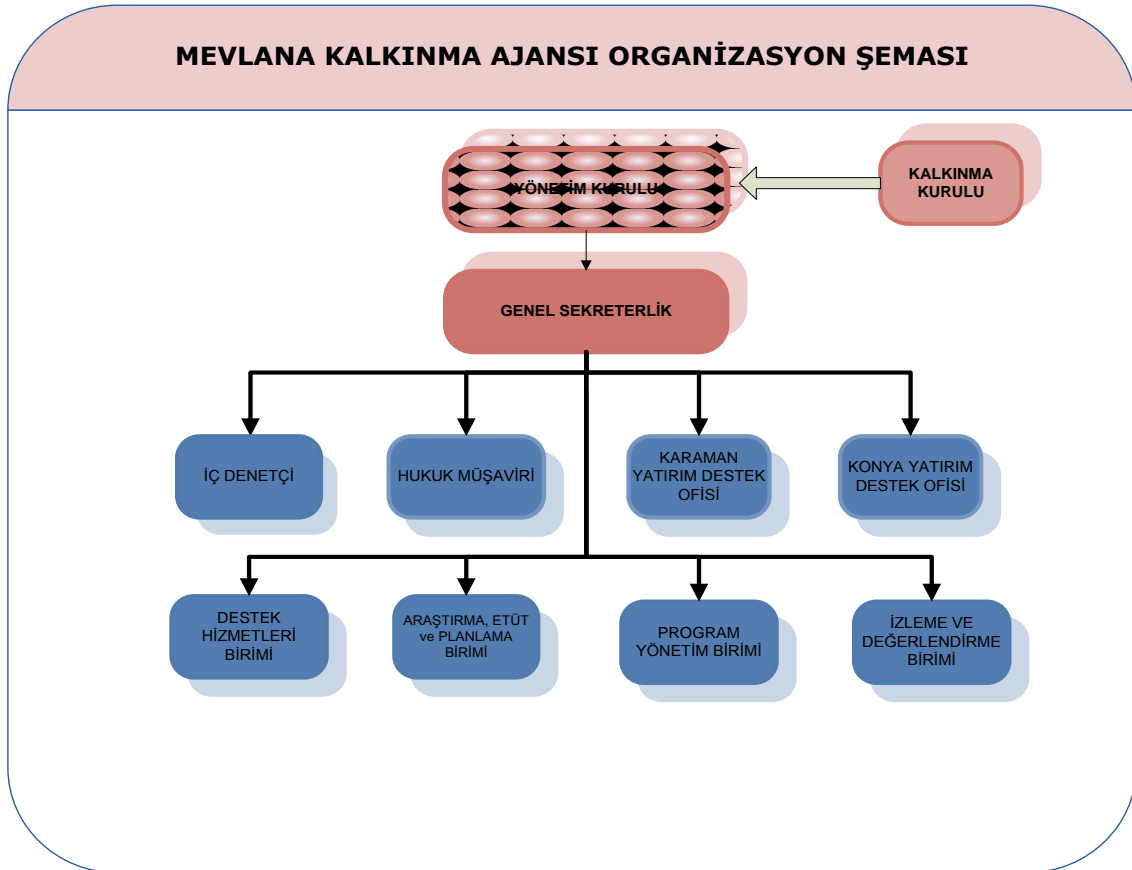 MEVLANA KALKINMA AJANSI ORGANİZASYON ŞEMASI
YÖNETİM KURULU
KALKINMA
KURULU
GENEL SEKRETERLİK
İÇ DENETÇİ
HUKUK MÜŞAVİRİ
KARAMAN
YATIRIM DESTEK
OFİSİ
KONYA YATIRIM
DESTEK OFİSİ
DESTEK
HİZMETLERİ
BİRİMİ
ARAŞTIRMA, ETÜT
ve PLANLAMA
BİRİMİ
PROGRAM
YÖNETİM BİRİMİ
İZLEME VE
DEĞERLENDİRME
BİRİMİ